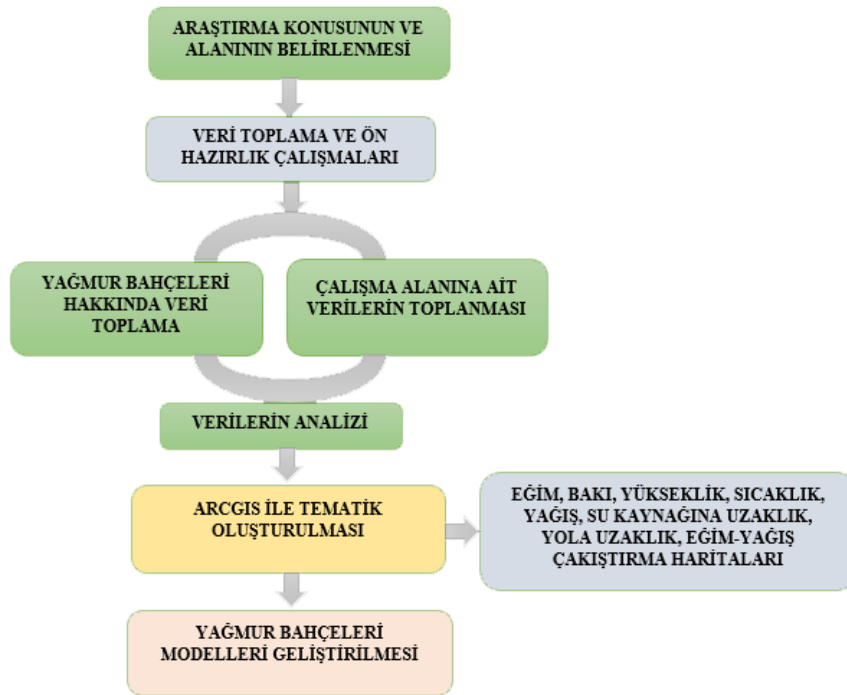 ARAŞTIRMA KONUSUNUN VE
ALANININ BELİRLENMESİ
VERİ TOPLAMA VE ÖN
HAZIRLIK ÇALIŞMALARI
YAĞMUR BAHÇELERİ
HAKKINDA VERİ
TOPLAMA
ÇALIŞMA ALANINA AİT
VERİLERİN TOPLANMASI
VERİLERİN ANALİZİ
ARCGIS İLE TEMATİK
OLUŞTURULMASI
EĞİM, BAKI, YÜKSEKLİK, SICAKLIK,
YAĞIŞ, SU KAYNAĞINA UZAKLIK,
YOLA UZAKLIK, EĞİM-YAĞIŞ
ÇAKIŞTIRMA HARİTALARI
YAĞMUR BAHÇELERİ
MODELLERİ GELİŞTİRİLMESİ